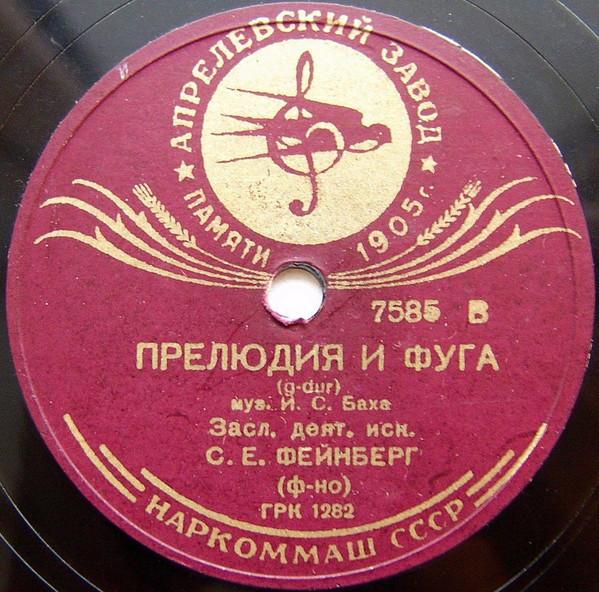 ★ АПРЕЛЕВСКИЙ ЗАВОД ★
ПАМЯТИ 1905 г.
7585 В
ПРЕЛЮДИЯ И ФУГА
(g-dur)
муз. И. С. Баха
Засл. деят. иск.
С. Е. ФЕЙНБЕРГ
(ф-но)
ГРК 1282
НАРКОММАШ СССР